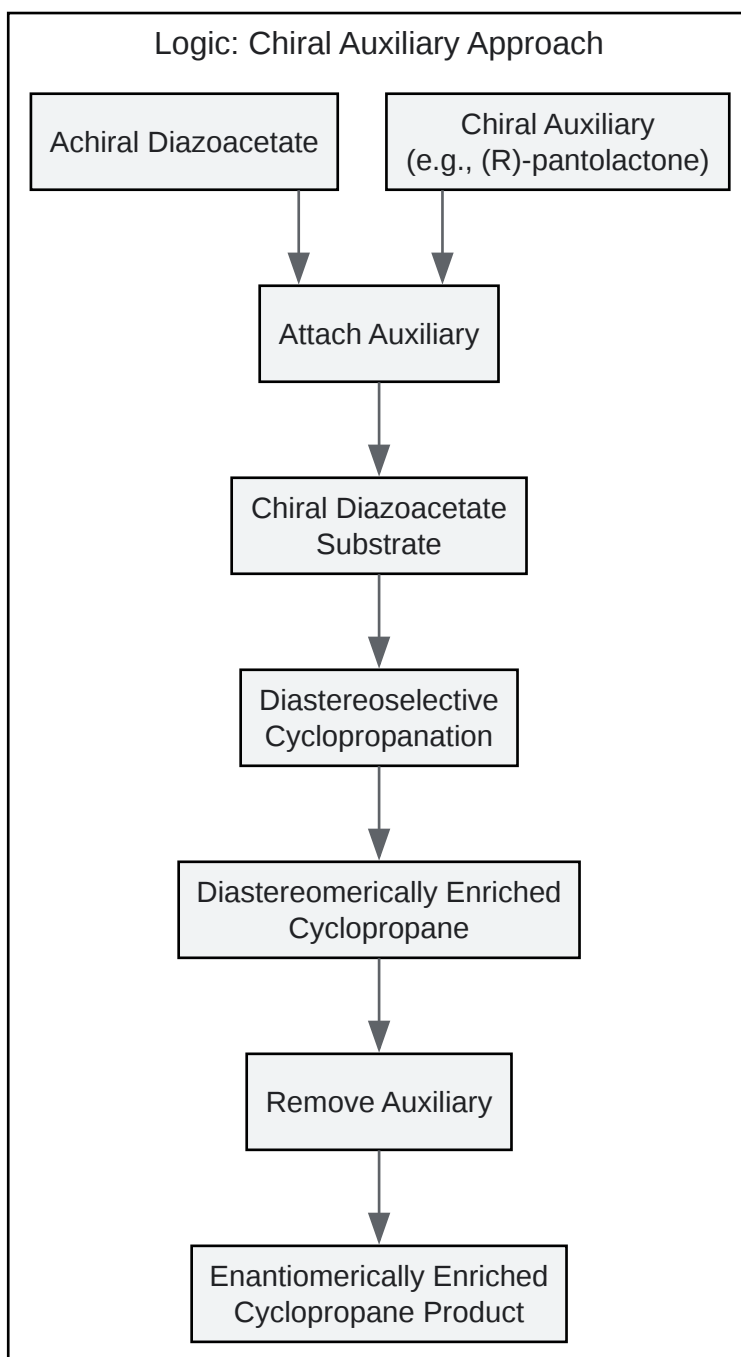 Logic: Chiral Auxiliary Approach
Achiral Diazoacetate
Chiral Auxiliary
(e.g., (R)-pantolactone)
Attach Auxiliary
Chiral Diazoacetate
Substrate
Diastereoselective
Cyclopropanation
Diastereomerically Enriched
Cyclopropane
Remove Auxiliary
Enantiomerically Enriched
Cyclopropane Product